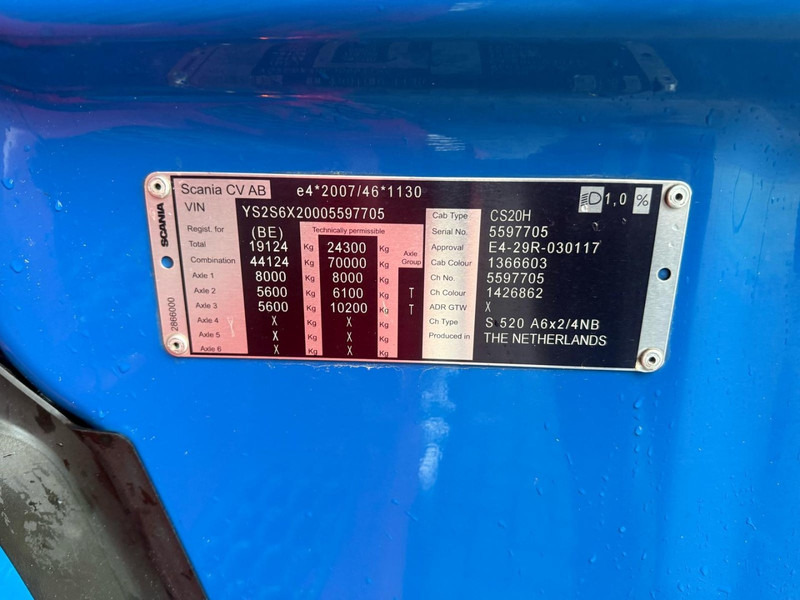 Scania CV AB e4*2007/46*1130 1,0 %
VIN YS2S6X20005597705
SCANIA
2866000
Regist. for (BE) Technically permissible
Total 19124 Kg 24300 Kg Axle Group
Combination 44124 Kg 70000 Kg
Axle 1 8000 Kg 8000 Kg
Axle 2 5600 Kg 6100 Kg T
Axle 3 5600 Kg 10200 Kg T
Axle 4 X Kg X Kg
Axle 5 X Kg X Kg
Axle 6 X Kg X Kg
Cab Type CS20H
Serial No. 5597705
Approval E4-29R-030117
Cab Colour 1366603
Ch No. 5597705
Ch Colour 1426862
ADR GTW X
Ch Type S 520 A6x2/4NB
Produced in THE NETHERLANDS